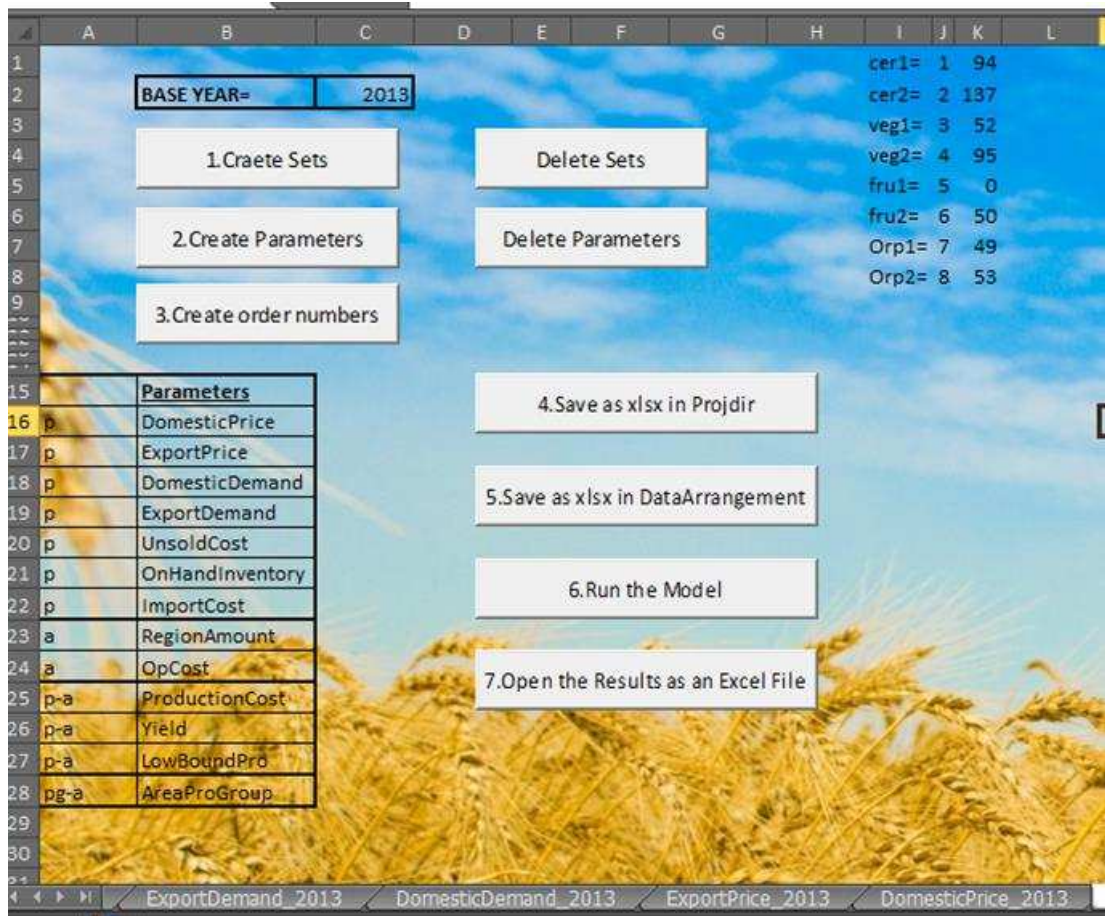 A B C D E F G H I J K L
1 cer1= 1 94
2 BASE YEAR= 2013 cer2= 2 137
3 veg1= 3 52
4 1.Craete Sets Delete Sets veg2= 4 95
5 fru1= 5 0
6 fru2= 6 50
7 2.Create Parameters Delete Parameters Orp1= 7 49
8 Orp2= 8 53
9 3.Create order numbers
15 Parameters
16 p DomesticPrice 4.Save as xlsx in Projdir
17 p ExportPrice
18 p DomesticDemand
19 p ExportDemand 5.Save as xlsx in DataArrangement
20 p UnsoldCost
21 p OnHandInventory
22 p ImportCost 6.Run the Model
23 a RegionAmount
24 a OpCost
25 p-a ProductionCost 7.Open the Results as an Excel File
26 p-a Yield
27 p-a LowBoundPro
28 pg-a AreaProGroup
29
30
ExportDemand_2013 DomesticDemand_2013 ExportPrice_2013 DomesticPrice_2013